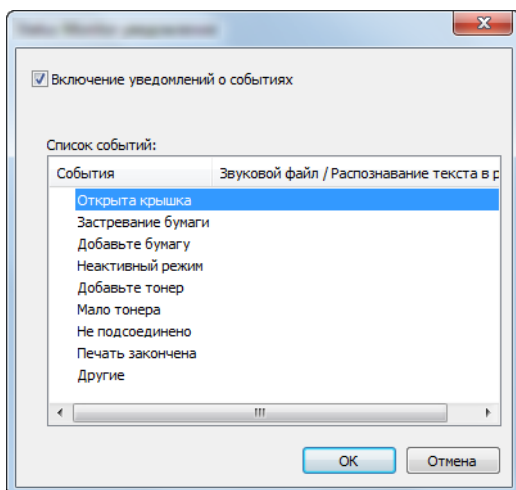 Включение уведомлений о событиях
Список событий:
События Звуковой файл / Распознавание текста в р
Открыта крышка
Застревание бумаги
Добавьте бумагу
Неактивный режим
Добавьте тонер
Мало тонера
Не подсоединено
Печать закончена
Другие
OK Отмена